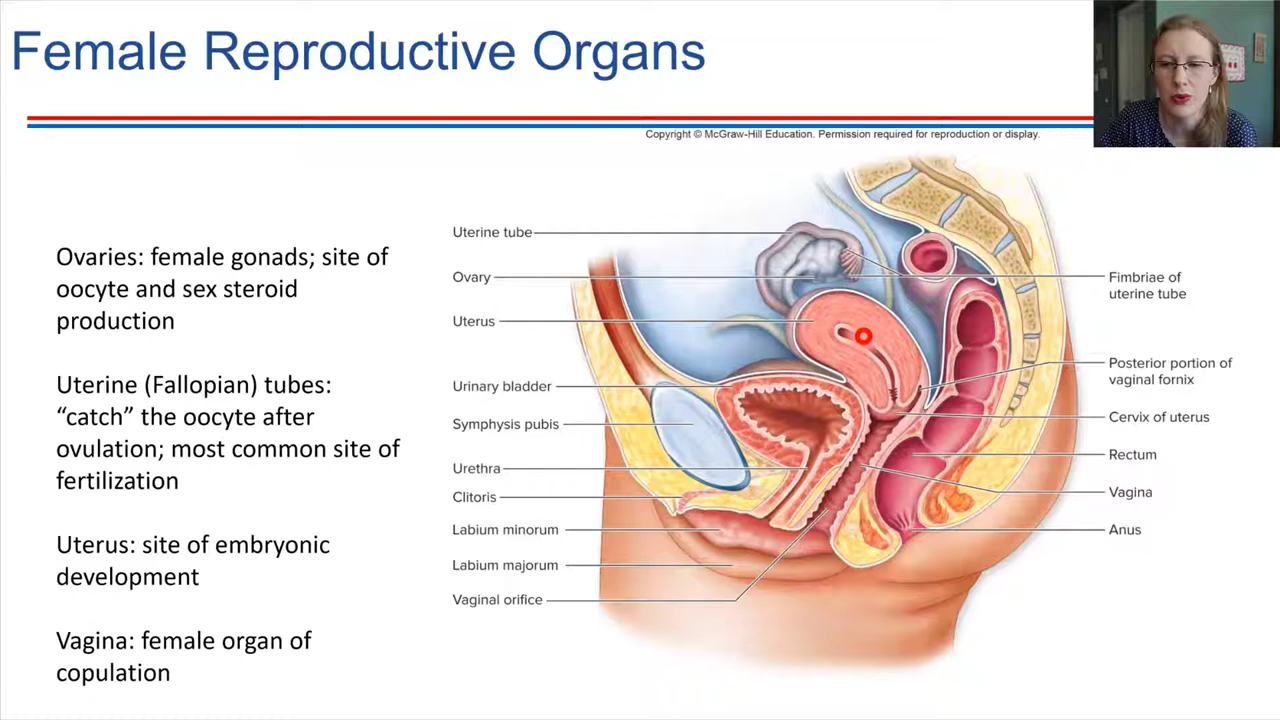 Female Reproductive Organs
Copyright © McGraw-Hill Education. Permission required for reproduction or display.
Ovaries: female gonads; site of
oocyte and sex steroid
production
Uterine (Fallopian) tubes:
“catch” the oocyte after
ovulation; most common site of
fertilization
Uterus: site of embryonic
development
Vagina: female organ of
copulation
Uterine tube
Ovary
Uterus
Urinary bladder
Symphysis pubis
Urethra
Clitoris
Labium minorum
Labium majorum
Vaginal orifice
Fimbriae of
uterine tube
Posterior portion of
vaginal fornix
Cervix of uterus
Rectum
Vagina
Anus